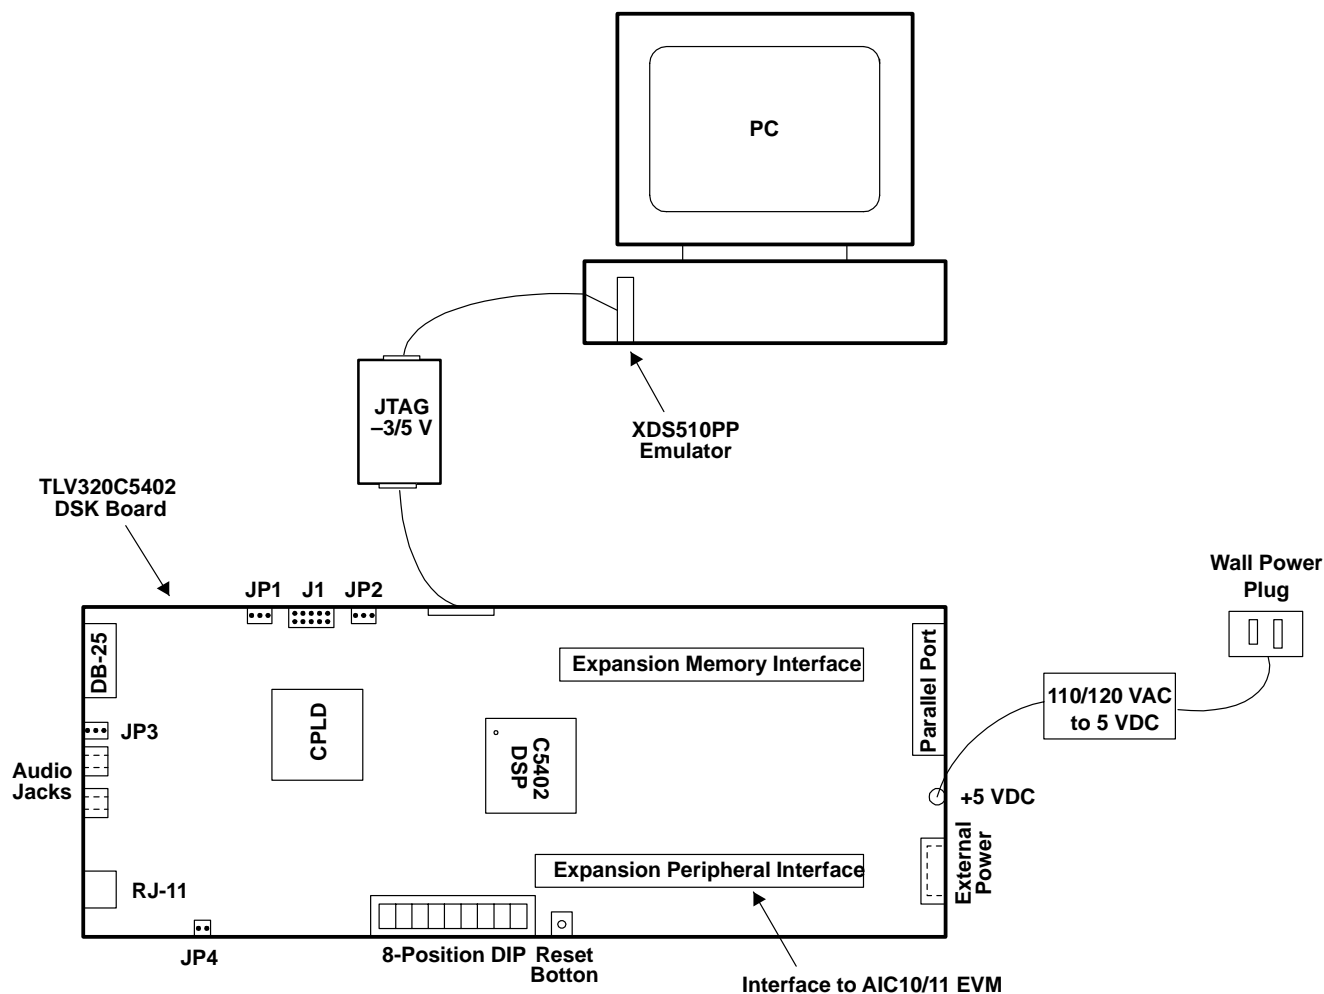 PC
JTAG
–3/5 V
XDS510PP
Emulator
TLV320C5402
DSK Board
Wall Power
Plug
JP1
J1
JP2
DB-25
Expansion Memory Interface
Parallel Port
110/120 VAC
to 5 VDC
CPLD
JP3
C5402
DSP
Audio
Jacks
+5 VDC
Expansion Peripheral Interface
External
Power
RJ-11
JP4
8-Position DIP
Reset
Botton
Interface to AIC10/11 EVM